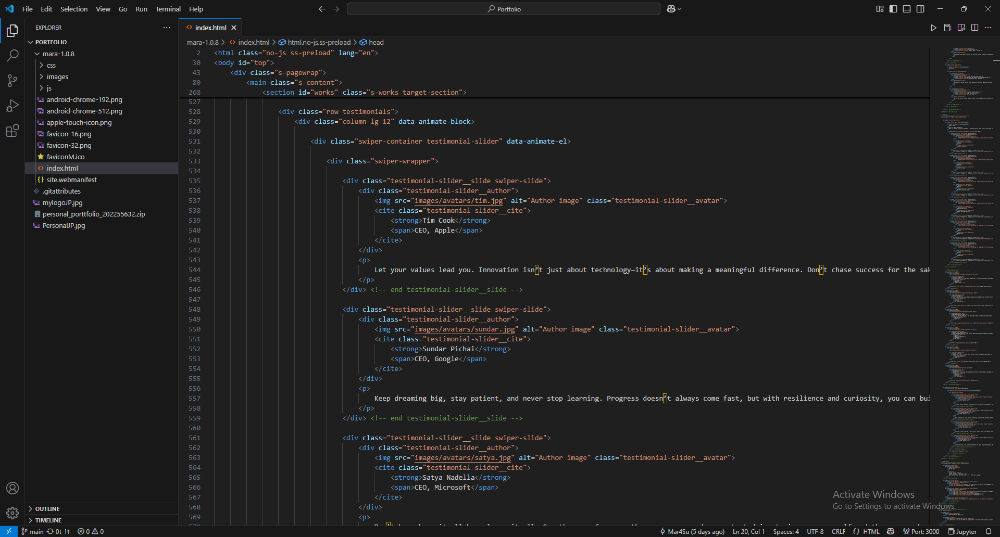 File Edit Selection View Go Run Terminal Help
Portfolio
EXPLORER
index.html
PORTFOLIO
mara-1.0.8 > index.html > html.no-js.ss-preload > head
mara-1.0.8
css
images
js
android-chrome-192.png
android-chrome-512.png
apple-touch-icon.png
favicon-16.png
favicon-32.png
faviconM.ico
index.html
site.webmanifest
.gitattributes
mylogoJP.jpg
personal_porttfolio_202255632.zip
PersonalJP.jpg
OUTLINE
TIMELINE
2 <html class="no-js ss-preload" lang="en">
30 <body id="top">
43 <div class="s-pagewrap">
80 <main class="s-content">
268 <section id="works" class="s-works target-section">
527
528 <div class="row testimonials">
529 <div class="column lg-12" data-animate-block>
530
531 <div class="swiper-container testimonial-slider" data-animate-el>
532
533 <div class="swiper-wrapper">
534
535 <div class="testimonial-slider__slide swiper-slide">
536 <div class="testimonial-slider__author">
537 <img src="images/avatars/tim.jpg" alt="Author image" class="testimonial-slider__avatar">
538 <cite class="testimonial-slider__cite">
539 <strong>Tim Cook</strong>
540 <span>CEO, Apple</span>
541 </cite>
542 </div>
543 <p>
544 Let your values lead you. Innovation isn’t just about technology—it’s about making a meaningful difference. Don’t chase success for the sak
545 </p>
546 </div> <!-- end testimonial-slider__slide -->
547
548 <div class="testimonial-slider__slide swiper-slide">
549 <div class="testimonial-slider__author">
550 <img src="images/avatars/sundar.jpg" alt="Author image" class="testimonial-slider__avatar">
551 <cite class="testimonial-slider__cite">
552 <strong>Sundar Pichai</strong>
553 <span>CEO, Google</span>
554 </cite>
555 </div>
556 <p>
557 Keep dreaming big, stay patient, and never stop learning. Progress doesn’t always come fast, but with resilience and curiosity, you can bui
558 </p>
559 </div> <!-- end testimonial-slider__slide -->
560
561 <div class="testimonial-slider__slide swiper-slide">
562 <div class="testimonial-slider__author">
563 <img src="images/avatars/satya.jpg" alt="Author image" class="testimonial-slider__avatar">
564 <cite class="testimonial-slider__cite">
565 <strong>Satya Nadella</strong>
566 <span>CEO, Microsoft</span>
567 </cite>
568 </div>
569 <p>
Activate Windows
Go to Settings to activate Windows.
main 0↓ 1↑ 0 0 Mar4Su (5 days ago) Ln 20, Col 1 Spaces: 4 UTF-8 CRLF {} HTML Port: 3000 Jupyter